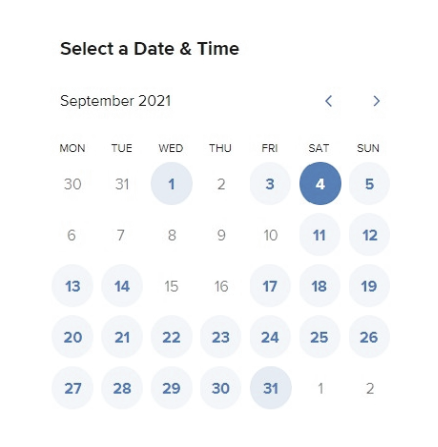 Select a Date & Time
September 2021
MON TUE WED THU FRI SAT SUN
30 31 1 2 3 4 5
6 7 8 9 10 11 12
13 14 15 16 17 18 19
20 21 22 23 24 25 26
27 28 29 30 31 1 2